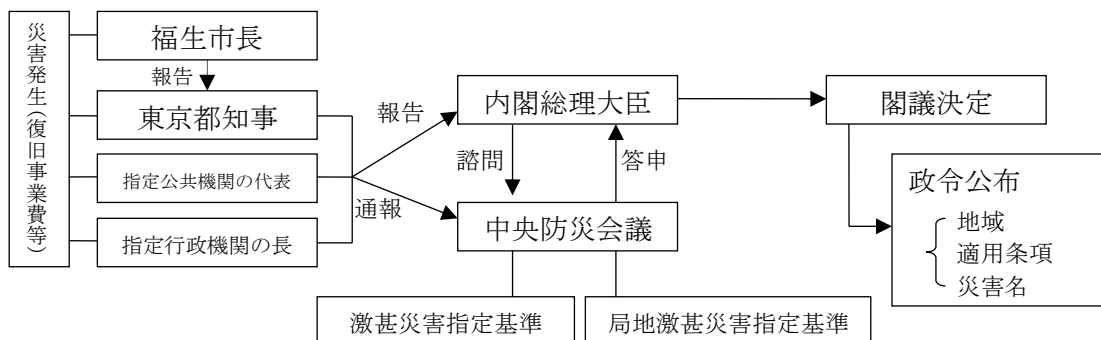 災害発生(復旧事業費等)
福生市長
報告
東京都知事
指定公共機関の代表
指定行政機関の長
報告
通報
内閣総理大臣
諮問
答申
中央防災会議
激甚災害指定基準
局地激甚災害指定基準
閣議決定
政令公布
地域
適用条項
災害名